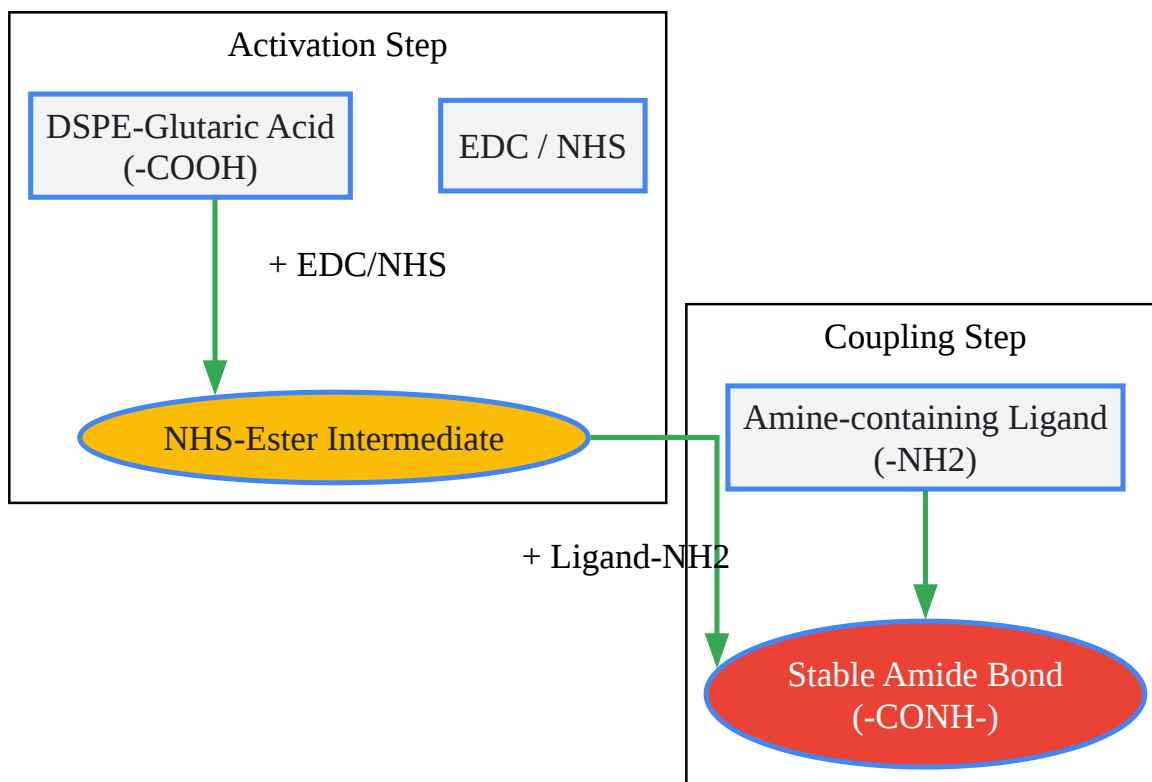 Activation Step
DSPE-Glutaric Acid
(-COOH)
EDC / NHS
+ EDC/NHS
NHS-Ester Intermediate
Coupling Step
Amine-containing Ligand
(-NH2)
+ Ligand-NH2
Stable Amide Bond
(-CONH-)